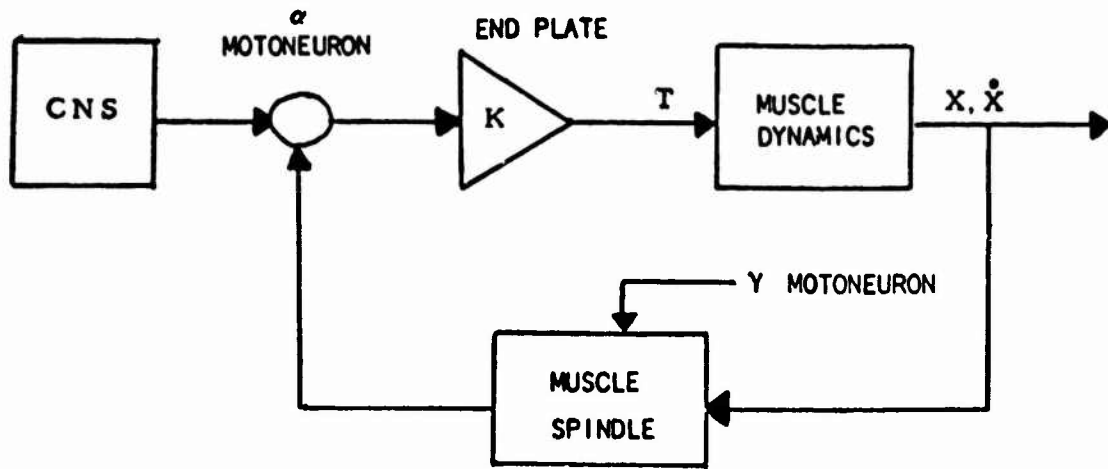 α
MOTONEURON
END PLATE
CNS
K
T
MUSCLE
DYNAMICS
X, Ẋ
γ MOTONEURON
MUSCLE
SPINDLE